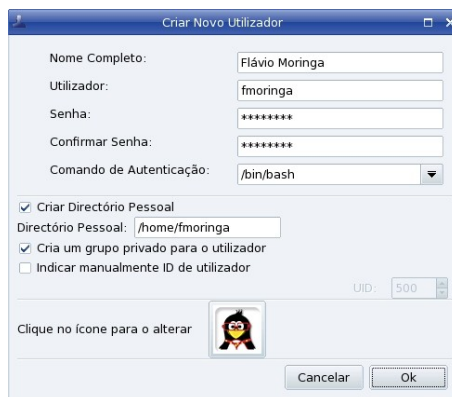 Criar Novo Utilizador
Nome Completo: Flávio Moringa
Utilizador: fmoringa
Senha: ********
Confirmar Senha: ********
Comando de Autenticação: /bin/bash
Criar Directório Pessoal
Directório Pessoal: /home/fmoringa
Cria um grupo privado para o utilizador
Indicar manualmente ID de utilizador
UID: 500
Clique no ícone para o alterar
Cancelar Ok